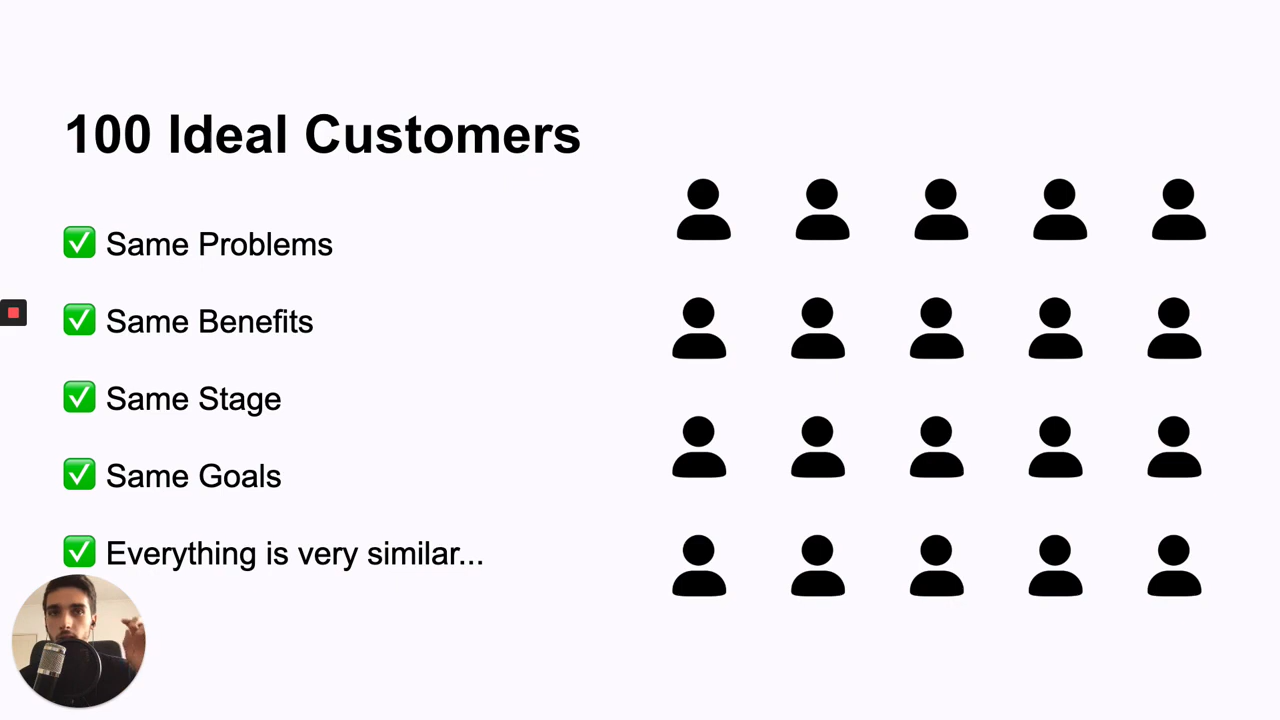 100 Ideal Customers
✅ Same Problems
✅ Same Benefits
✅ Same Stage
✅ Same Goals
✅ Everything is very similar...